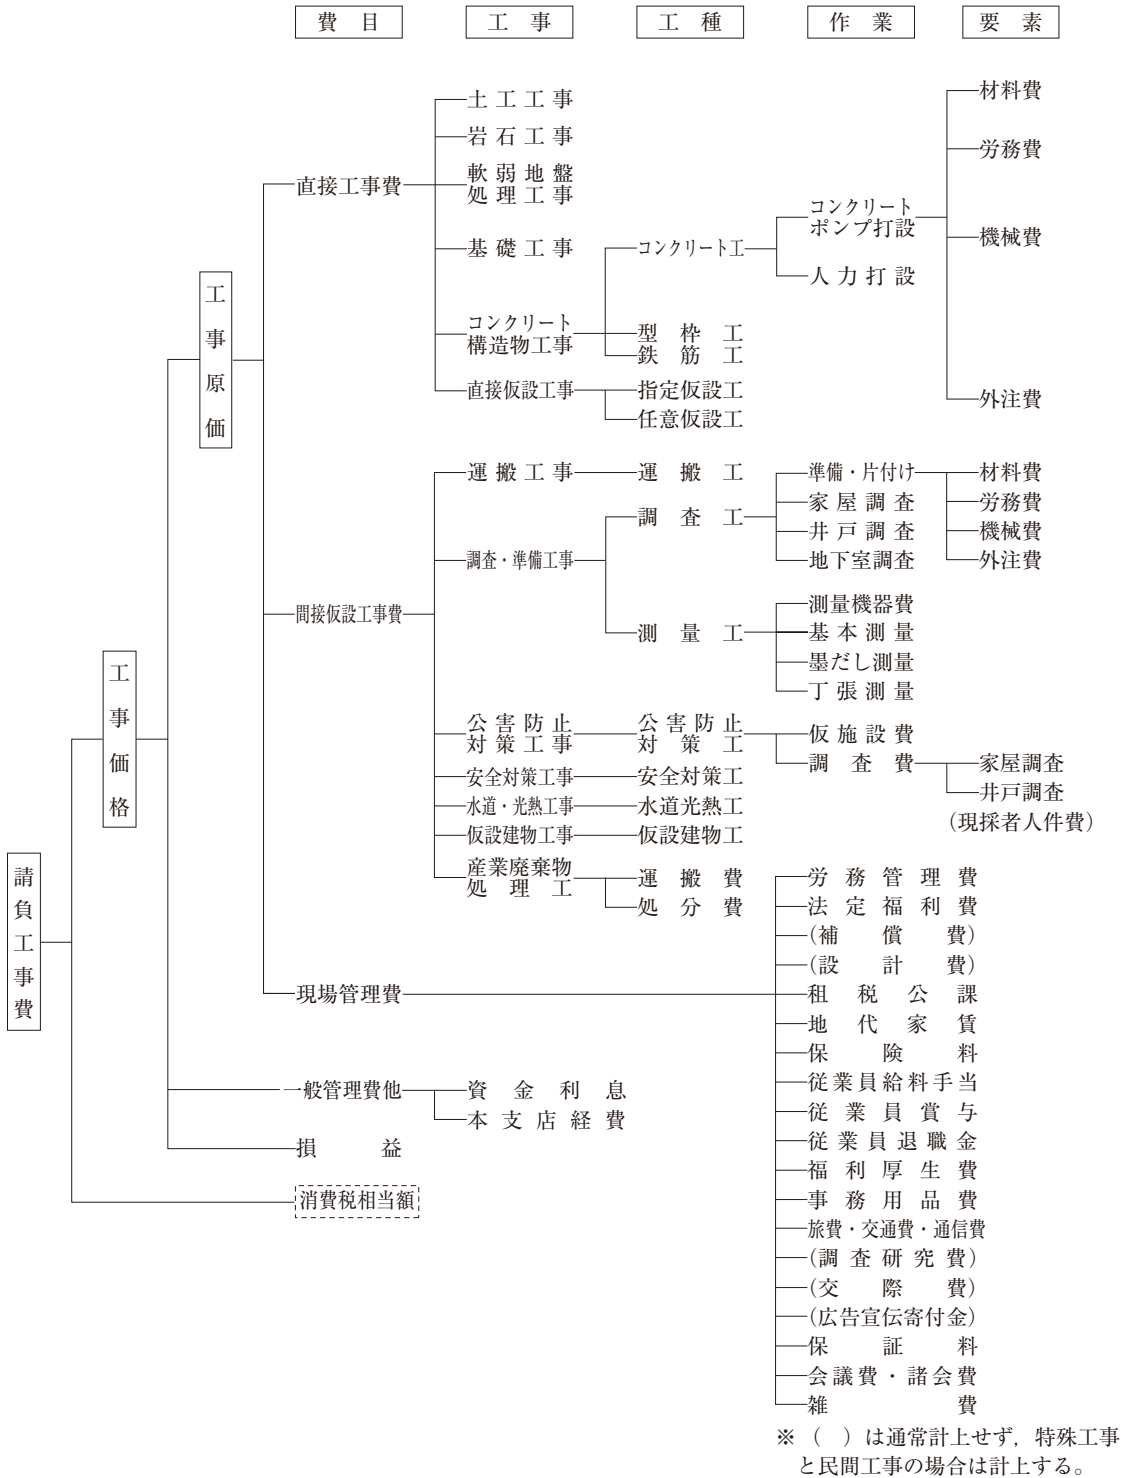 費目
工事
工種
作業
要素
請負工事費
工事価格
工事原価
直接工事費
土工工事
岩石工事
軟弱地盤
処理工事
基礎工事
コンクリート
構造物工事
コンクリート工
コンクリート
ポンプ打設
材料費
労務費
機械費
外注費
人力打設
型枠工
鉄筋工
直接仮設工事
指定仮設工
任意仮設工
間接仮設工事費
運搬工事
運搬工
調査・準備工事
調査工
準備・片付け
材料費
労務費
機械費
外注費
家屋調査
井戸調査
地下室調査
測量工
測量機器費
基本測量
墨だし測量
丁張測量
公害防止
対策工事
公害防止
対策工
仮施設費
調査費
家屋調査
井戸調査
(現採者人件費)
安全対策工事
安全対策工
水道・光熱工事
水道光熱工
仮設建物工事
仮設建物工
産業廃棄物
処理工
運搬費
処分費
現場管理費
労務管理費
法定福利費
(補償費)
(設計費)
租税公課
地代家賃
保険料
従業員給料手当
従業員賞与
従業員退職金
福利厚生費
事務用品費
旅費・交通費・通信費
(調査研究費)
(交際費)
(広告宣伝寄付金)
保証料
会議費・諸会費
雑費
一般管理費他
資金利息
本支店経費
損益
消費税相当額
※（　）は通常計上せず，特殊工事
と民間工事の場合は計上する。